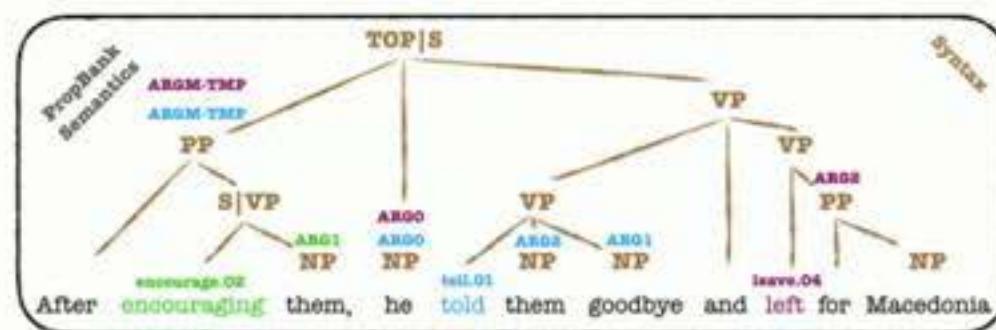 TOP|S
PropBank
Semantics
Syntax
ARGM-TMP
ARGM-TMP
PP
VP
VP
S|VP
VP
ARG2
PP
ARG0
ARG1
ARG0
ARG2
ARG1
NP
NP
NP
NP
NP
encourage.02
tell.01
leave.04
After encouraging them, he told them goodbye and left for Macedonia